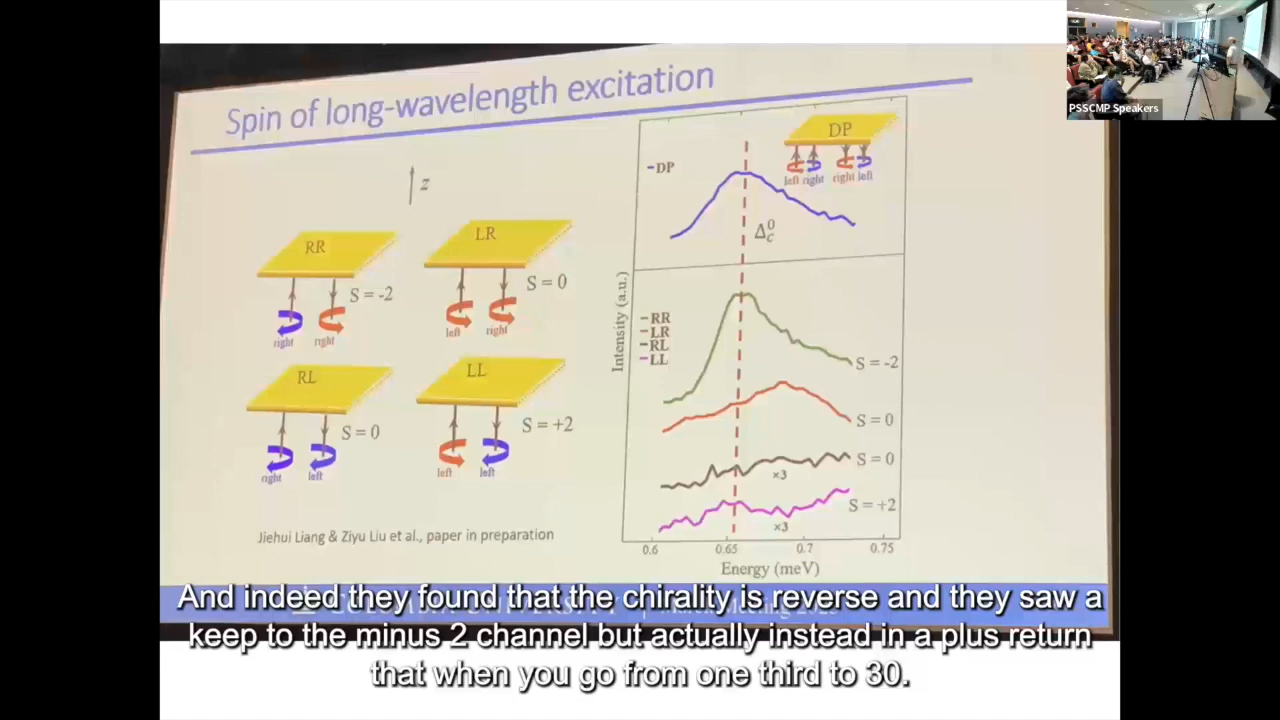 PSSCMP Speakers
Spin of long-wavelength excitation
z
RR
S = -2
right
right
LR
S = 0
left
right
RL
S = 0
right
left
LL
S = +2
left
left
Jiehui Liang & Ziyu Liu et al., paper in preparation
DP
left right right left
DP
Δc⁰
Intensity (a.u.)
RR
LR
RL
LL
S = -2
S = 0
S = 0
×3
S = +2
×3
0.6 0.65 0.7 0.75
Energy (meV)
And indeed they found that the chirality is reverse and they saw a
keep to the minus 2 channel but actually instead in a plus return
that when you go from one third to 30.